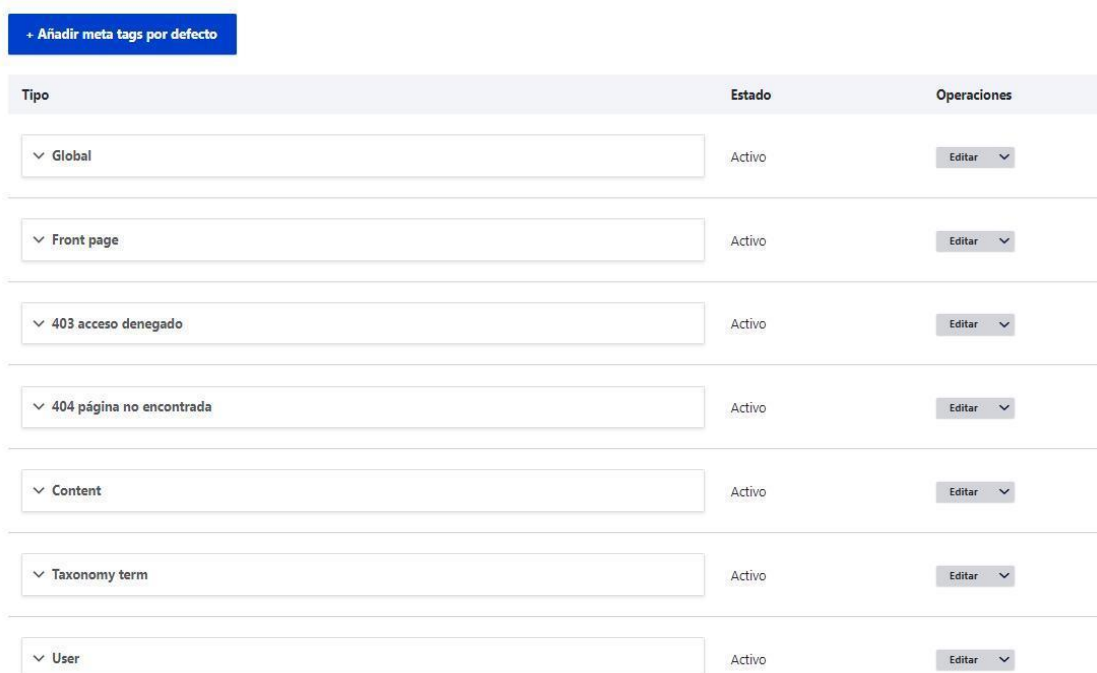 + Añadir meta tags por defecto
Tipo Estado Operaciones
Global Activo Editar
Front page Activo Editar
403 acceso denegado Activo Editar
404 página no encontrada Activo Editar
Content Activo Editar
Taxonomy term Activo Editar
User Activo Editar